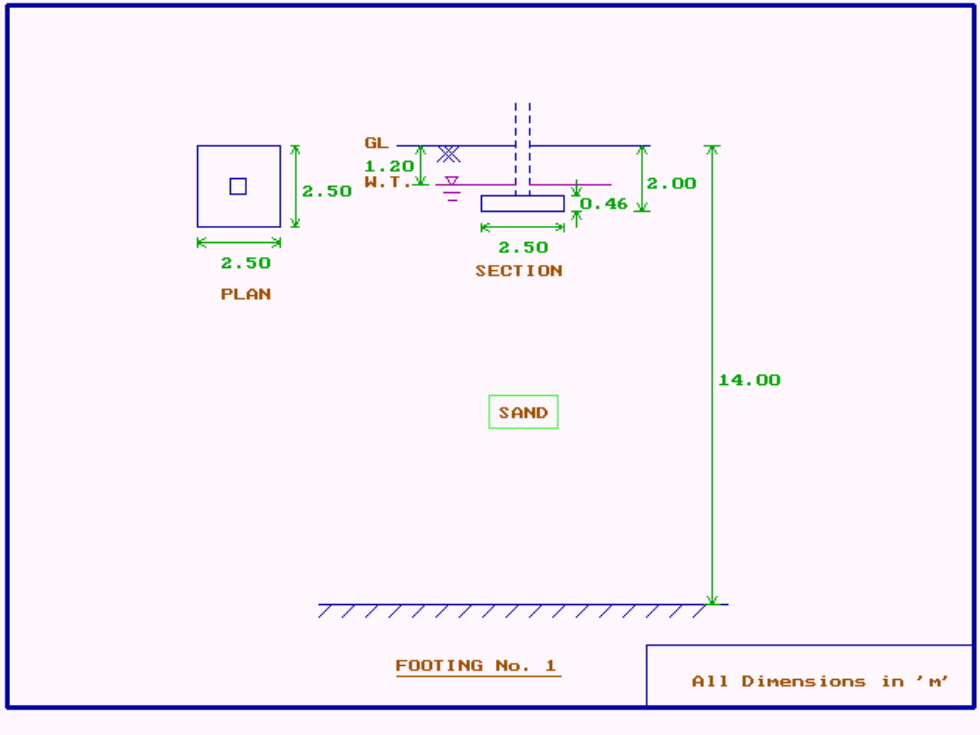 GL
1.20
W.T.
2.00
2.50
0.46
2.50
2.50
SECTION
PLAN
14.00
SAND
FOOTING No. 1
All Dimensions in 'm'